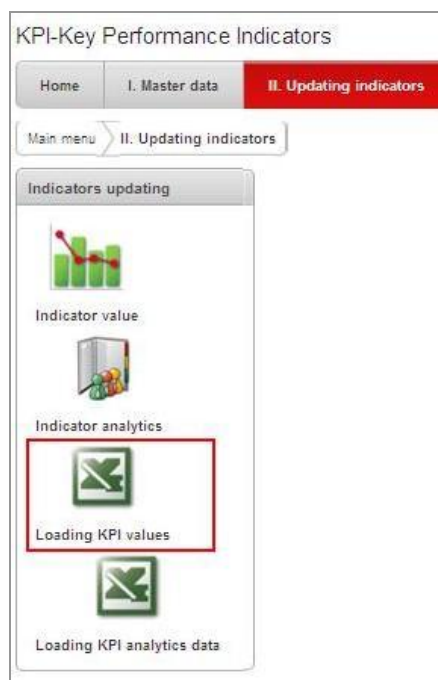 KPI-Key Performance Indicators
Home I. Master data II. Updating indicators
Main menu II. Updating indicators
Indicators updating
Indicator value
Indicator analytics
Loading KPI values
Loading KPI analytics data